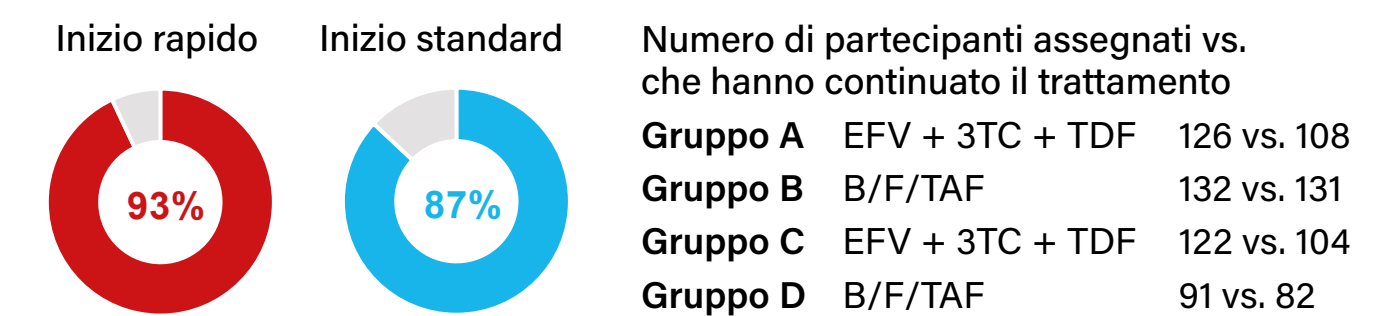 Inizio rapido
Inizio standard
93%
87%
Numero di partecipanti assegnati vs.
che hanno continuato il trattamento
Gruppo A EFV + 3TC + TDF 126 vs. 108
Gruppo B B/F/TAF 132 vs. 131
Gruppo C EFV + 3TC + TDF 122 vs. 104
Gruppo D B/F/TAF 91 vs. 82